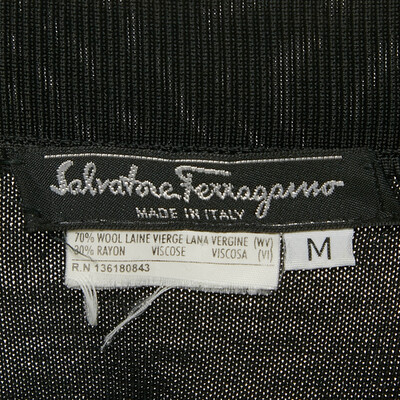 Salvatore Ferragamo
MADE IN ITALY
70% WOOL LAINE VIERGE LANA VERGINE (WV)
30% RAYON VISCOSE VISCOSA (VI)
R.N 136180843
M